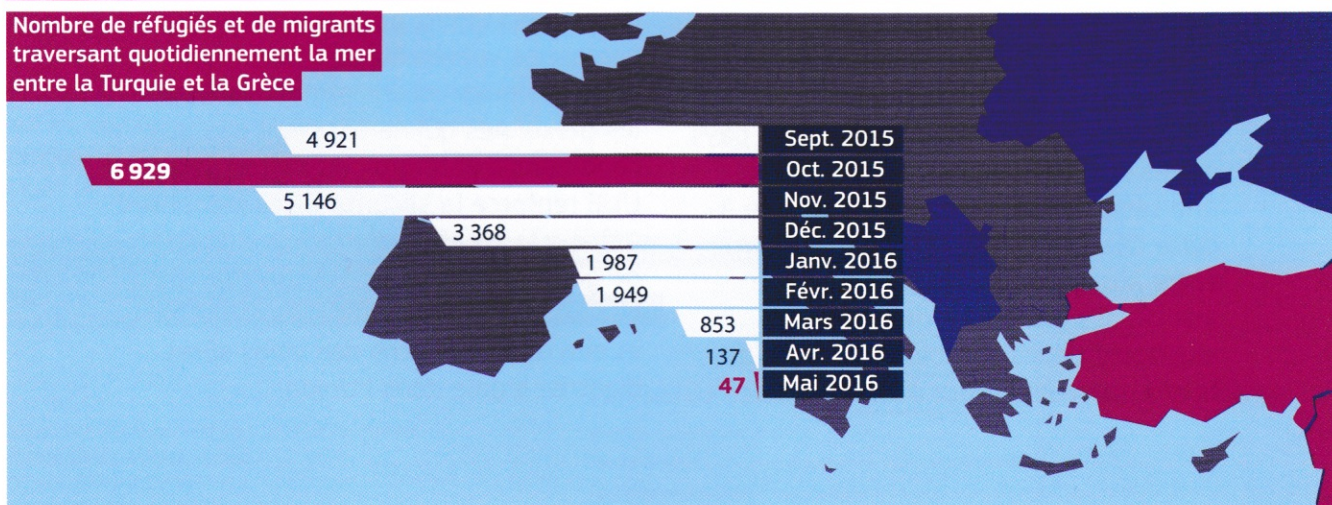 Nombre de réfugiés et de migrants
traversant quotidiennement la mer
entre la Turquie et la Grèce
4 921 Sept. 2015
6 929 Oct. 2015
5 146 Nov. 2015
3 368 Déc. 2015
1 987 Janv. 2016
1 949 Févr. 2016
853 Mars 2016
137 Avr. 2016
47 Mai 2016